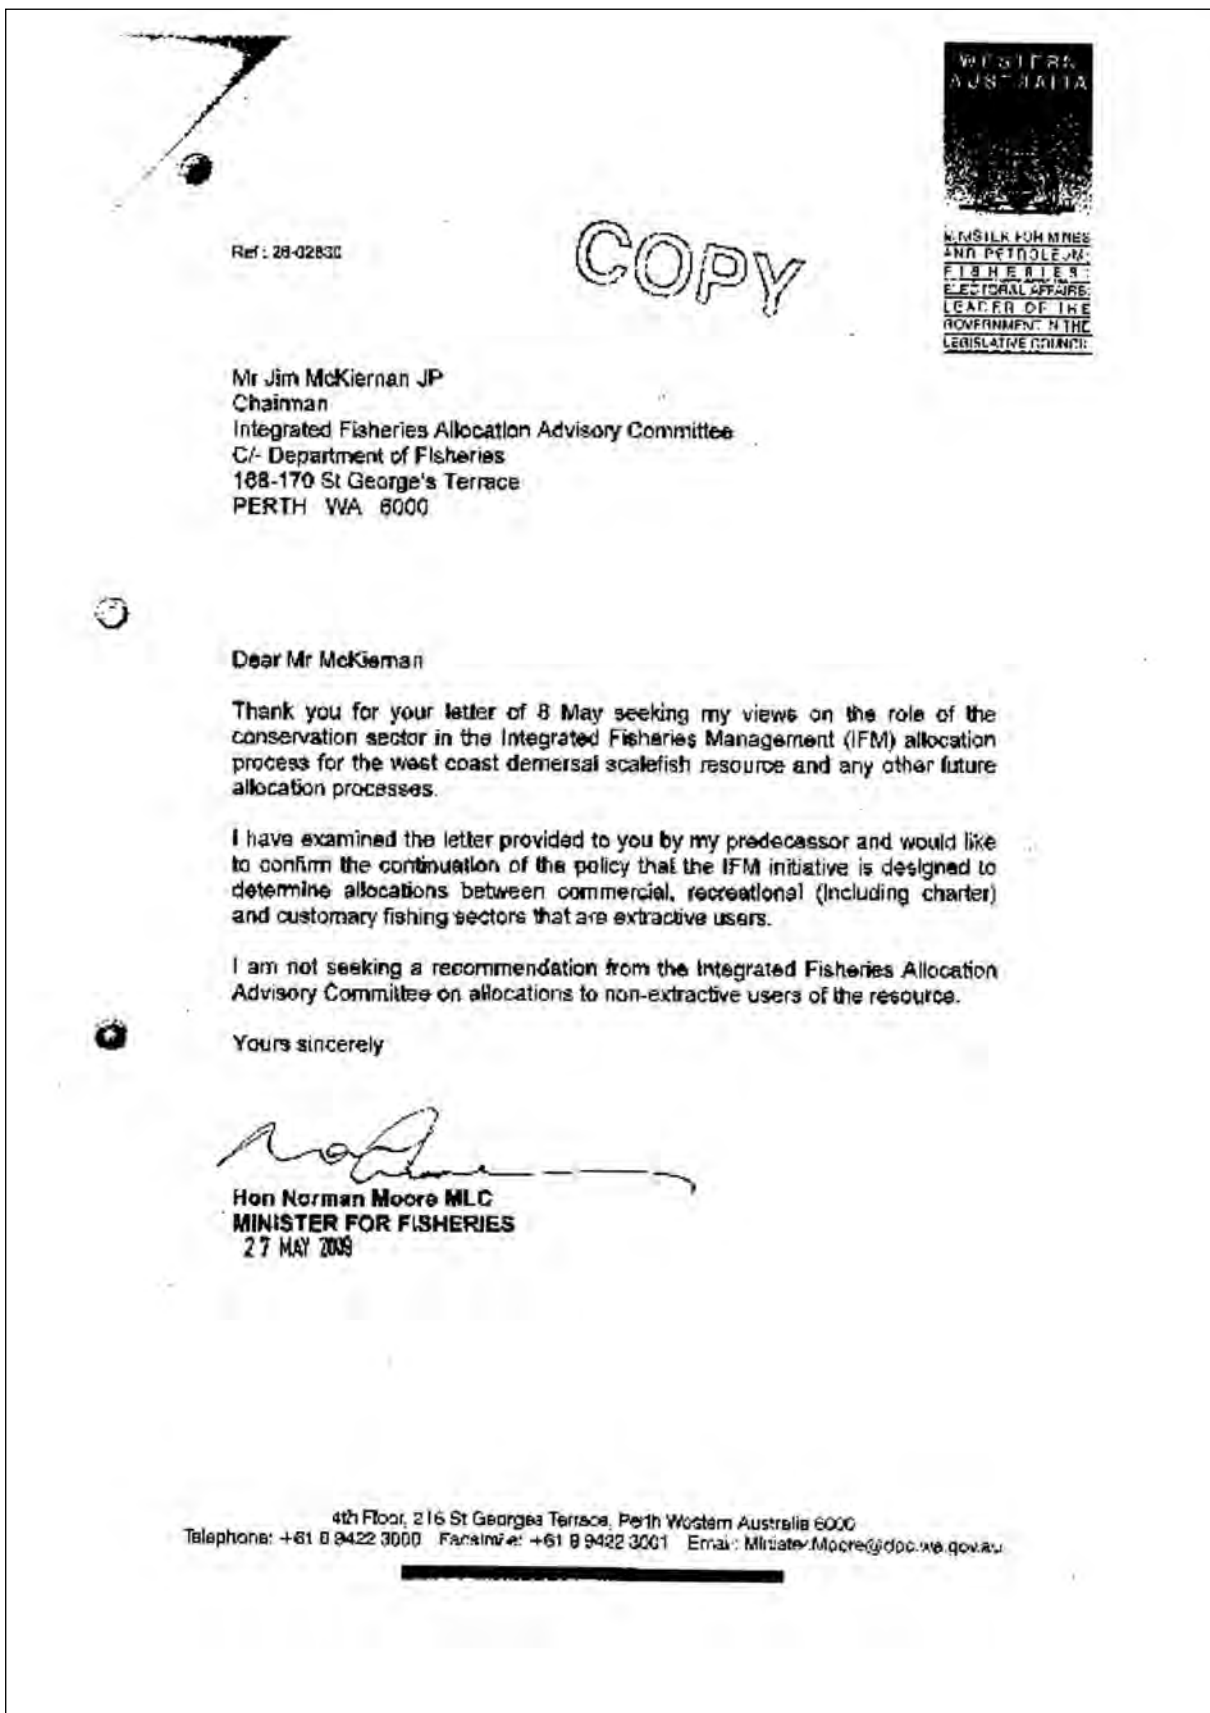 WESTERN
AUSTRALIA
MINISTER FOR MINES
AND PETROLEUM;
FISHERIES;
ELECTORAL AFFAIRS;
LEADER OF THE
GOVERNMENT IN THE
LEGISLATIVE COUNCIL
Ref: 28-02830
COPY
Mr Jim McKiernan JP
Chairman
Integrated Fisheries Allocation Advisory Committee
C/- Department of Fisheries
168-170 St George's Terrace
PERTH WA 6000
Dear Mr McKiernan
Thank you for your letter of 8 May seeking my views on the role of the
conservation sector in the Integrated Fisheries Management (IFM) allocation
process for the west coast demersal scalefish resource and any other future
allocation processes.
I have examined the letter provided to you by my predecessor and would like
to confirm the continuation of the policy that the IFM initiative is designed to
determine allocations between commercial, recreational (including charter)
and customary fishing sectors that are extractive users.
I am not seeking a recommendation from the Integrated Fisheries Allocation
Advisory Committee on allocations to non-extractive users of the resource.
Yours sincerely
Hon Norman Moore MLC
MINISTER FOR FISHERIES
27 MAY 2009
4th Floor, 216 St Georges Terrace, Perth Western Australia 6000
Telephone: +61 8 9422 3000 Facsimile: +61 8 9422 3001 Email: Minister.Moore@dpc.wa.gov.au